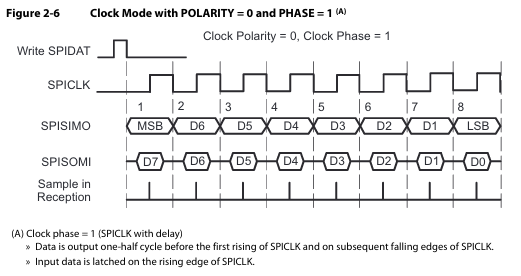 Figure 2-6 Clock Mode with POLARITY = 0 and PHASE = 1 (A)
Clock Polarity = 0, Clock Phase = 1
Write SPIDAT
SPICLK
1 2 3 4 5 6 7 8
SPISIMO MSB D6 D5 D4 D3 D2 D1 LSB
SPISOMI D7 D6 D5 D4 D3 D2 D1 D0
Sample in
Reception
(A) Clock phase = 1 (SPICLK with delay)
» Data is output one-half cycle before the first rising of SPICLK and on subsequent falling edges of SPICLK.
» Input data is latched on the rising edge of SPICLK.